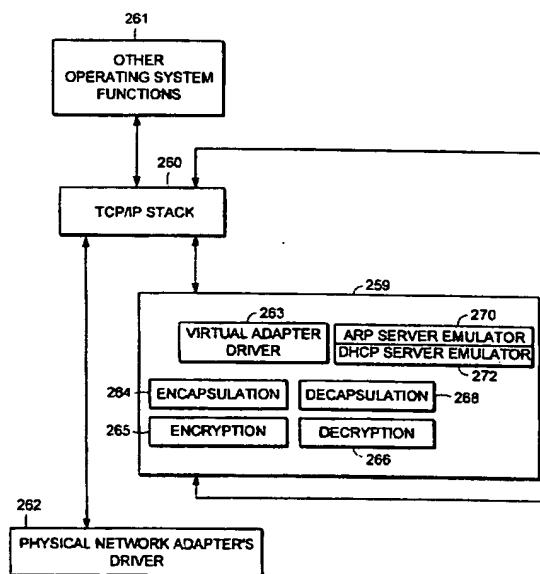 261
OTHER
OPERATING SYSTEM
FUNCTIONS
260
TCP/IP STACK
259
263
VIRTUAL ADAPTER
DRIVER
270
ARP SERVER EMULATOR
DHCP SERVER EMULATOR
272
264
ENCAPSULATION
DECAPSULATION
268
265
ENCRYPTION
DECRYPTION
266
262
PHYSICAL NETWORK ADAPTER'S
DRIVER